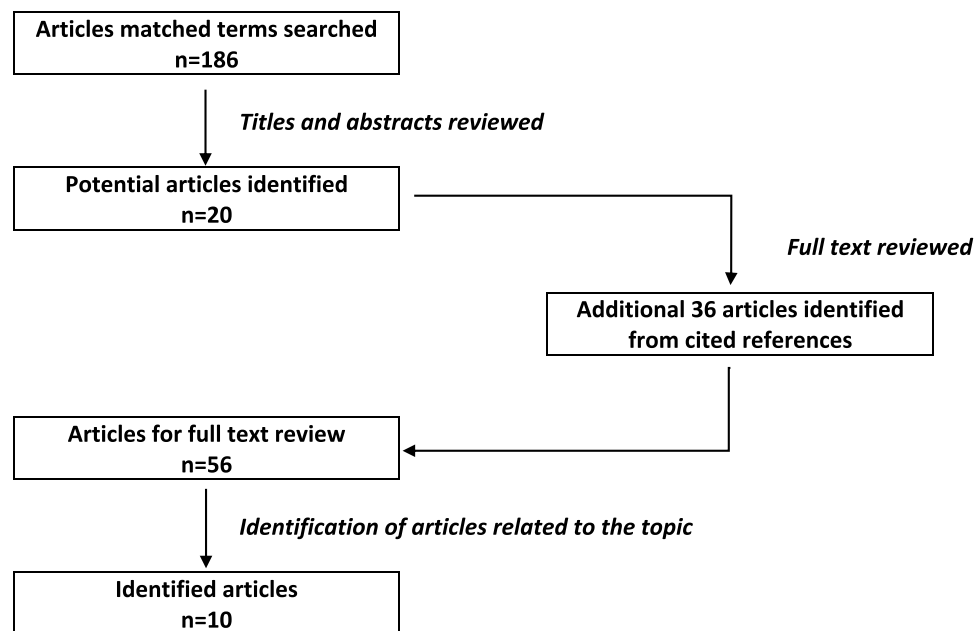 Articles matched terms searched
n=186
Titles and abstracts reviewed
Potential articles identified
n=20
Full text reviewed
Additional 36 articles identified
from cited references
Articles for full text review
n=56
Identification of articles related to the topic
Identified articles
n=10